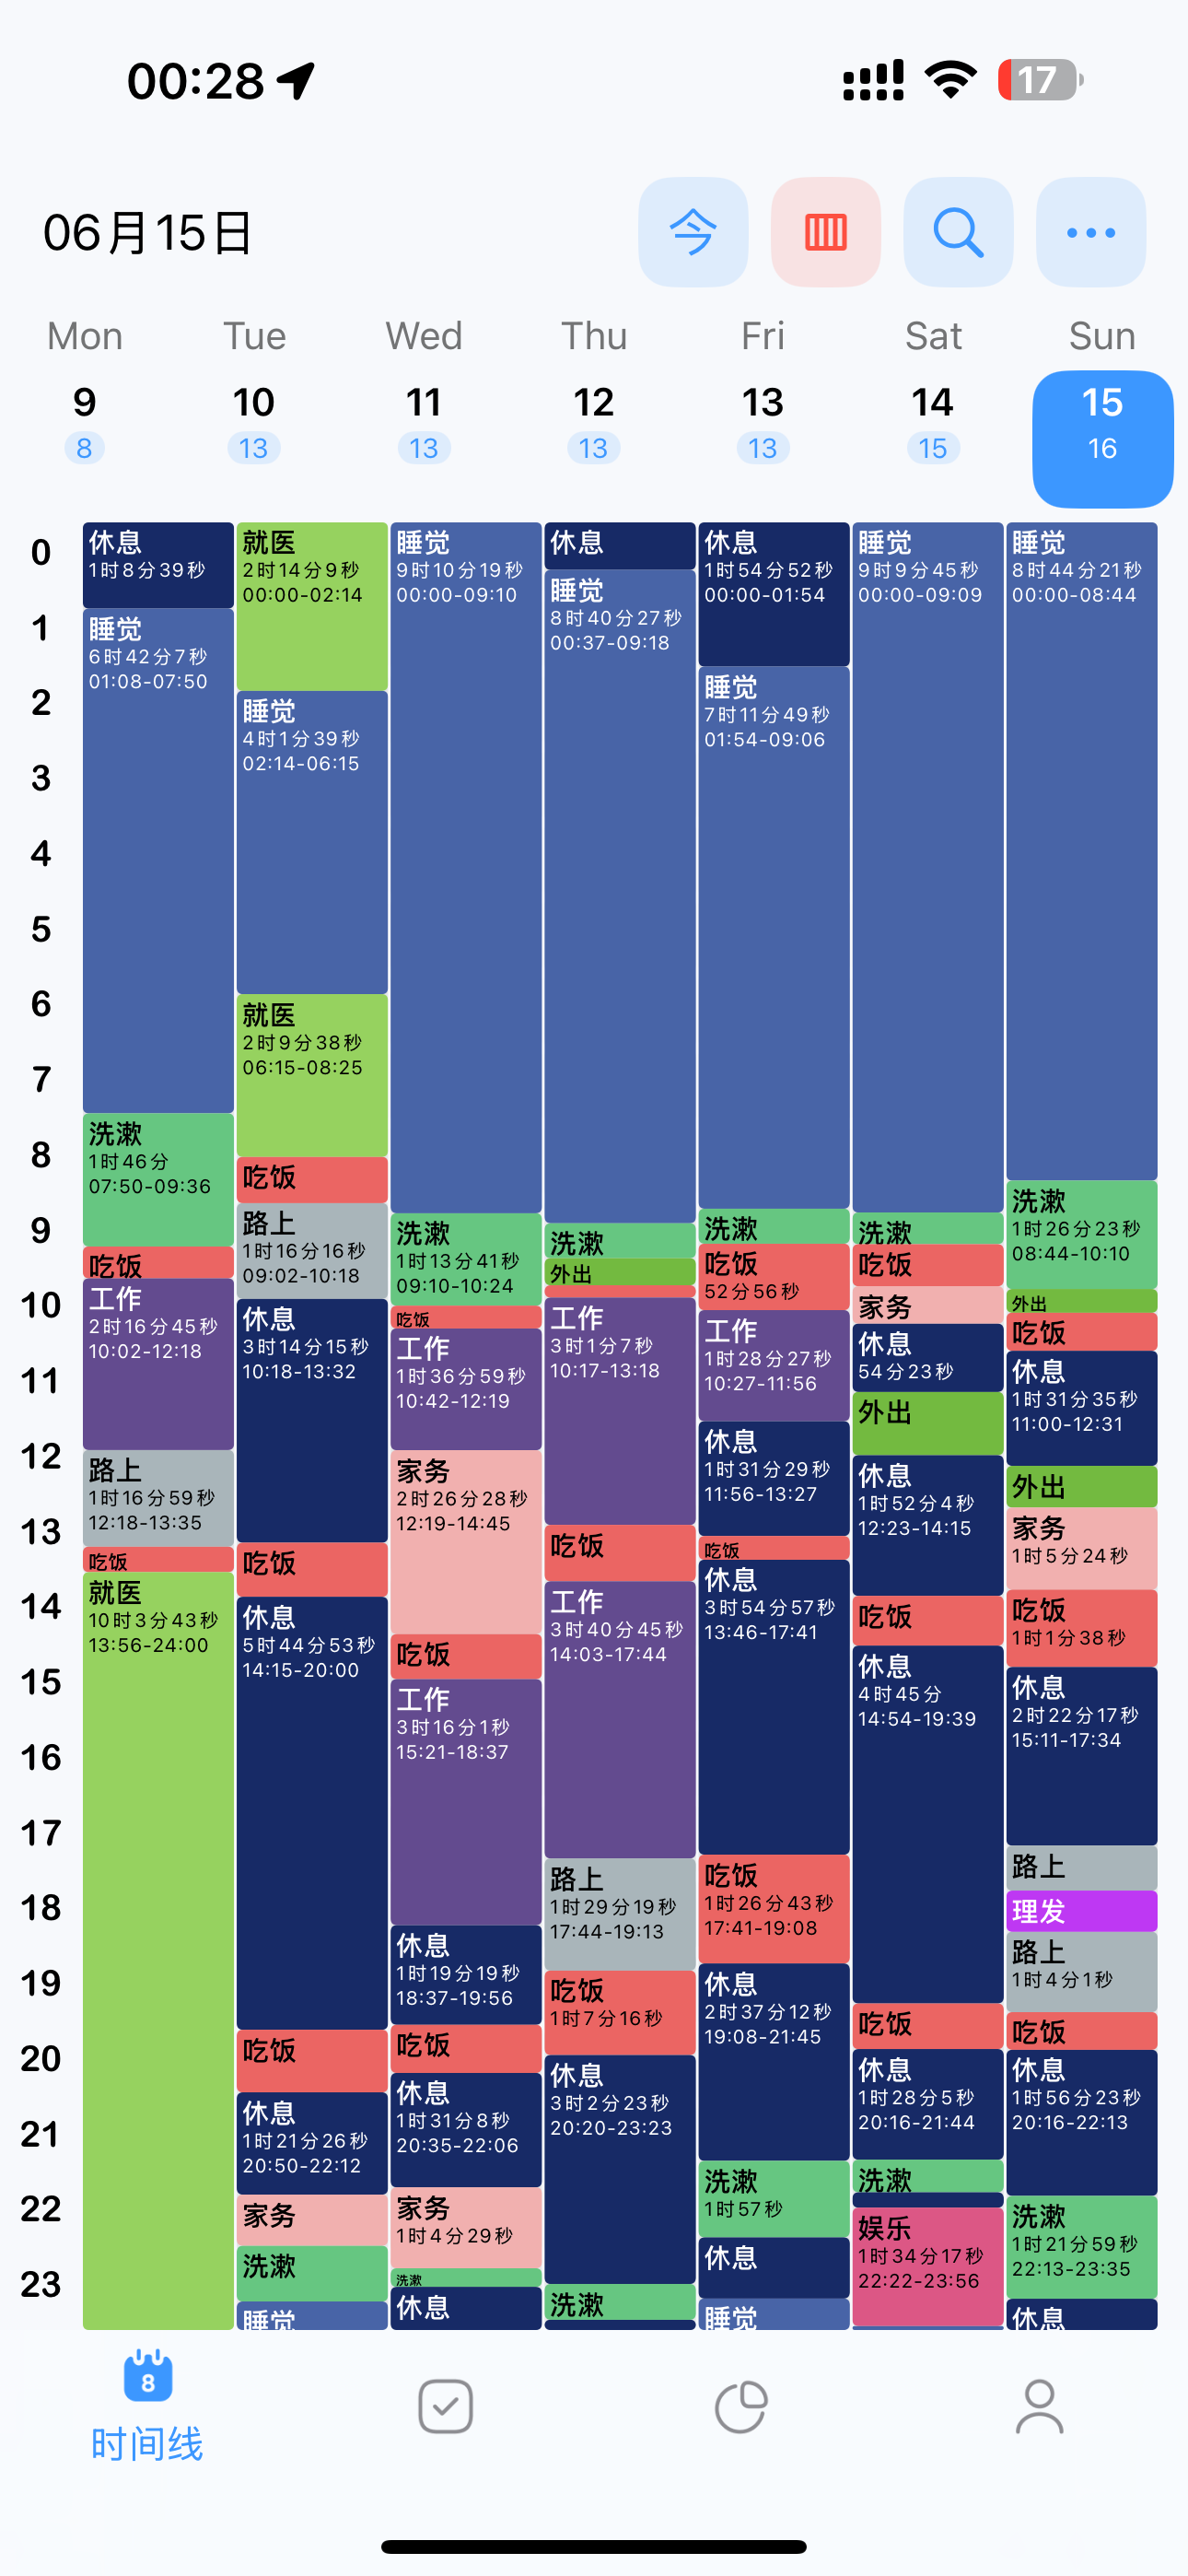 00:28
17
06月15日
今
Mon Tue Wed Thu Fri Sat Sun
9 10 11 12 13 14 15
8 13 13 13 13 15 16
0
1
2
3
4
5
6
7
8
9
10
11
12
13
14
15
16
17
18
19
20
21
22
23
休息
1时8分39秒
睡觉
6时42分7秒
01:08-07:50
洗漱
1时46分
07:50-09:36
吃饭
工作
2时16分45秒
10:02-12:18
路上
1时16分59秒
12:18-13:35
吃饭
就医
10时3分43秒
13:56-24:00
就医
2时14分9秒
00:00-02:14
睡觉
4时1分39秒
02:14-06:15
就医
2时9分38秒
06:15-08:25
吃饭
路上
1时16分16秒
09:02-10:18
休息
3时14分15秒
10:18-13:32
吃饭
休息
5时44分53秒
14:15-20:00
吃饭
休息
1时21分26秒
20:50-22:12
家务
洗漱
睡觉
睡觉
9时10分19秒
00:00-09:10
洗漱
1时13分41秒
09:10-10:24
吃饭
工作
1时36分59秒
10:42-12:19
家务
2时26分28秒
12:19-14:45
吃饭
工作
3时16分1秒
15:21-18:37
休息
1时19分19秒
18:37-19:56
吃饭
休息
1时31分8秒
20:35-22:06
家务
1时4分29秒
洗漱
休息
休息
睡觉
8时40分27秒
00:37-09:18
洗漱
外出
工作
3时1分7秒
10:17-13:18
吃饭
工作
3时40分45秒
14:03-17:44
路上
1时29分19秒
17:44-19:13
吃饭
1时7分16秒
休息
3时2分23秒
20:20-23:23
洗漱
休息
1时54分52秒
00:00-01:54
睡觉
7时11分49秒
01:54-09:06
洗漱
吃饭
52分56秒
工作
1时28分27秒
10:27-11:56
休息
1时31分29秒
11:56-13:27
吃饭
休息
3时54分57秒
13:46-17:41
吃饭
1时26分43秒
17:41-19:08
休息
2时37分12秒
19:08-21:45
洗漱
1时57秒
休息
睡觉
睡觉
9时9分45秒
00:00-09:09
洗漱
吃饭
家务
休息
54分23秒
外出
休息
1时52分4秒
12:23-14:15
吃饭
休息
4时45分
14:54-19:39
吃饭
休息
1时28分5秒
20:16-21:44
洗漱
娱乐
1时34分17秒
22:22-23:56
睡觉
8时44分21秒
00:00-08:44
洗漱
1时26分23秒
08:44-10:10
外出
吃饭
休息
1时31分35秒
11:00-12:31
外出
家务
1时5分24秒
吃饭
1时1分38秒
休息
2时22分17秒
15:11-17:34
路上
理发
路上
1时4分1秒
吃饭
休息
1时56分23秒
20:16-22:13
洗漱
1时21分59秒
22:13-23:35
休息
8
时间线